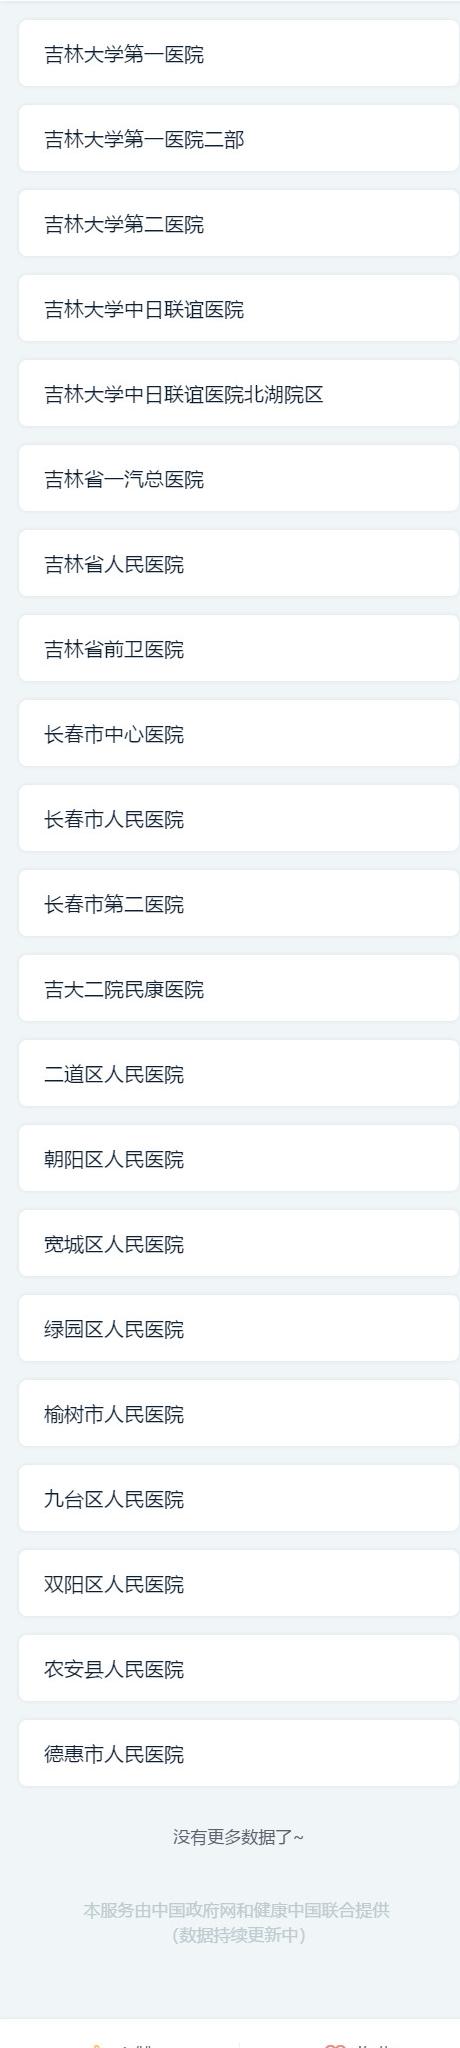 吉林大学第一医院
吉林大学第一医院二部
吉林大学第二医院
吉林大学中日联谊医院
吉林大学中日联谊医院北湖院区
吉林省一汽总医院
吉林省人民医院
吉林省前卫医院
长春市中心医院
长春市人民医院
长春市第二医院
吉大二院民康医院
二道区人民医院
朝阳区人民医院
宽城区人民医院
绿园区人民医院
榆树市人民医院
九台区人民医院
双阳区人民医院
农安县人民医院
德惠市人民医院
没有更多数据了~
本服务由中国政府网和健康中国联合提供
（数据持续更新中）